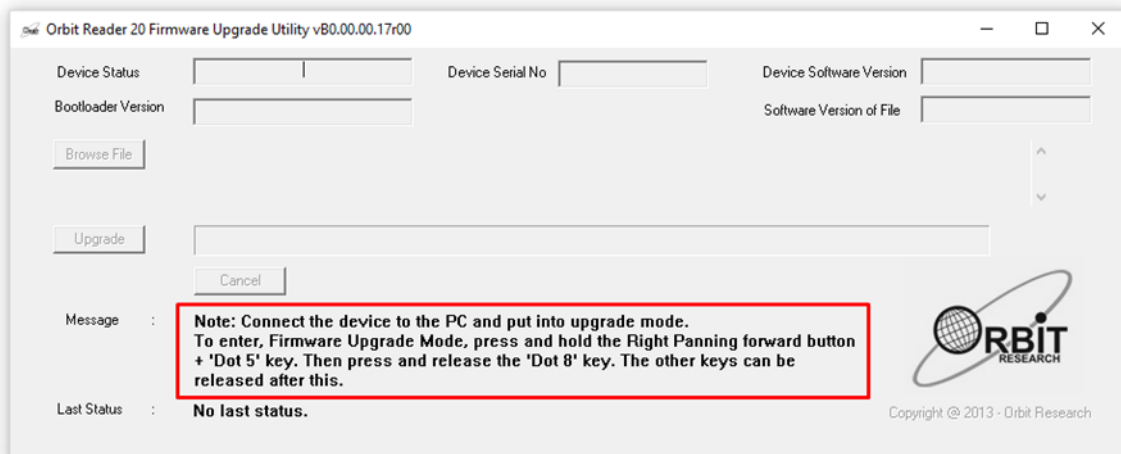 Orbit Reader 20 Firmware Upgrade Utility vB0.00.00.17r00
Device Status
Device Serial No
Device Software Version
Bootloader Version
Software Version of File
Browse File
Upgrade
Cancel
Message :
Note: Connect the device to the PC and put into upgrade mode.
To enter, Firmware Upgrade Mode, press and hold the Right Panning forward button
+ 'Dot 5' key. Then press and release the 'Dot 8' key. The other keys can be
released after this.
ORBIT
RESEARCH
Last Status : No last status.
Copyright @ 2013 - Orbit Research